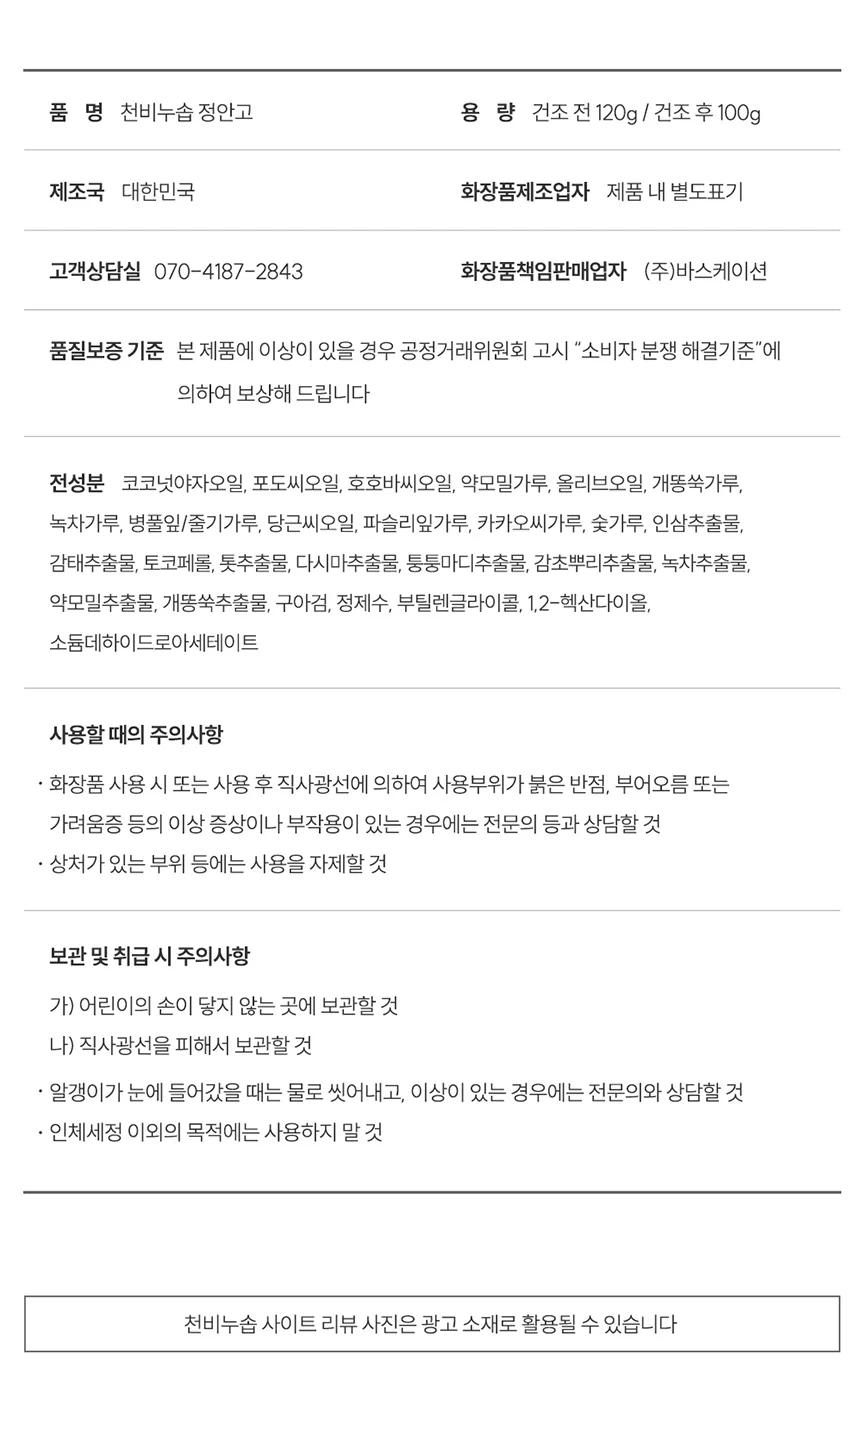 품 명 천비누솝 정안고 용 량 건조 전 120g / 건조 후 100g
제조국 대한민국 화장품제조업자 제품 내 별도표기
고객상담실 070-4187-2843 화장품책임판매업자 (주)바스케이션
품질보증 기준 본 제품에 이상이 있을 경우 공정거래위원회 고시 “소비자 분쟁 해결기준”에
의하여 보상해 드립니다
전성분 코코넛야자오일, 포도씨오일, 호호바씨오일, 약모밀가루, 올리브오일, 개똥쑥가루,
녹차가루, 병풀잎/줄기가루, 당근씨오일, 파슬리잎가루, 카카오씨가루, 숯가루, 인삼추출물,
감태추출물, 토코페롤, 톳추출물, 다시마추출물, 퉁퉁마디추출물, 감초뿌리추출물, 녹차추출물,
약모밀추출물, 개똥쑥추출물, 구아검, 정제수, 부틸렌글라이콜, 1,2-헥산다이올,
소듐데하이드로아세테이트
사용할 때의 주의사항
· 화장품 사용 시 또는 사용 후 직사광선에 의하여 사용부위가 붉은 반점, 부어오름 또는
가려움증 등의 이상 증상이나 부작용이 있는 경우에는 전문의 등과 상담할 것
· 상처가 있는 부위 등에는 사용을 자제할 것
보관 및 취급 시 주의사항
가) 어린이의 손이 닿지 않는 곳에 보관할 것
나) 직사광선을 피해서 보관할 것
· 알갱이가 눈에 들어갔을 때는 물로 씻어내고, 이상이 있는 경우에는 전문의와 상담할 것
· 인체세정 이외의 목적에는 사용하지 말 것
천비누솝 사이트 리뷰 사진은 광고 소재로 활용될 수 있습니다